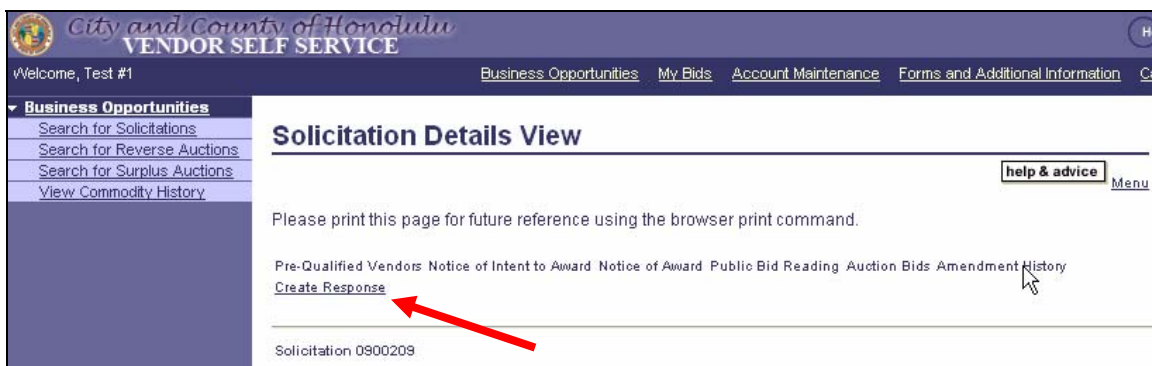 City and County of Honolulu
VENDOR SELF SERVICE
Welcome, Test #1
Business Opportunities My Bids Account Maintenance Forms and Additional Information
Business Opportunities
Search for Solicitations
Search for Reverse Auctions
Search for Surplus Auctions
View Commodity History
Solicitation Details View
help & advice
Menu
Please print this page for future reference using the browser print command.
Pre-Qualified Vendors Notice of Intent to Award Notice of Award Public Bid Reading Auction Bids Amendment History
Create Response
Solicitation 0900209